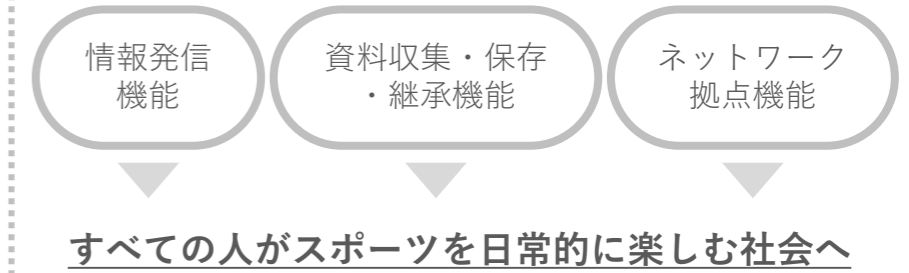 情報発信
機能
資料収集・保存
・継承機能
ネットワーク
拠点機能
すべての人がスポーツを日常的に楽しむ社会へ